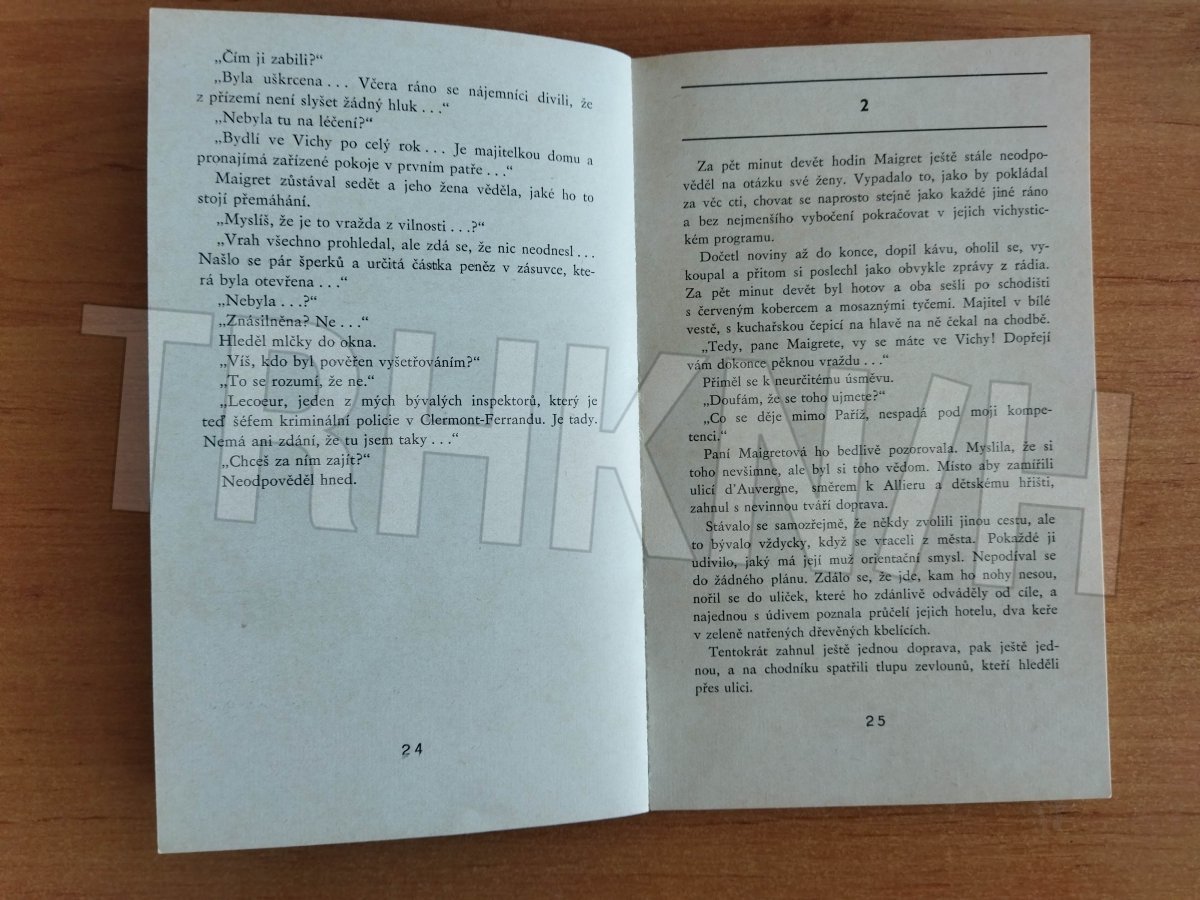 „Čím ji zabili?“
„Byla uškrcena . . . Včera ráno se nájemníci divili, že
z přízemí není slyšet žádný hluk . . .“
„Nebyla tu na léčení?“
„Bydlí ve Vichy po celý rok . . . Je majitelkou domu a
pronajímá zařízené pokoje v prvním patře . . .“
Maigret zůstával sedět a jeho žena věděla, jaké ho to
stojí přemáhání.
„Myslíš, že je to vražda z vilnosti . . .?“
„Vrah všechno prohledal, ale zdá se, že nic neodnesl . . .
Našlo se pár šperků a určitá částka peněz v zásuvce, kte-
rá byla otevřena . . .“
„Nebyla . . .?“
„Znásilněna? Ne . . .“
Hleděl mlčky do okna.
„Víš, kdo byl pověřen vyšetřováním?“
„To se rozumí, že ne.“
„Lecoeur, jeden z mých bývalých inspektorů, který je
teď šéfem kriminální policie v Clermont-Ferrandu. Je tady.
Nemá ani zdání, že tu jsem taky . . .“
„Chceš za ním zajít?“
Neodpověděl hned.
24
2
Za pět minut devět hodin Maigret ještě stále neodpo-
věděl na otázku své ženy. Vypadalo to, jako by pokládal
za věc cti, chovat se naprosto stejně jako každé jiné ráno
a bez nejmenšího vybočení pokračovat v jejich vichystic-
kém programu.
Dočetl noviny až do konce, dopil kávu, oholil se, vy-
koupal a přitom si poslechl jako obvykle zprávy z rádia.
Za pět minut devět byl hotov a oba sešli po schodišti
s červeným kobercem a mosaznými tyčemi. Majitel v bílé
vestě, s kuchařskou čepicí na hlavě na ně čekal na chodbě.
„Tedy, pane Maigrete, vy se máte ve Vichy! Dopřejí
vám dokonce pěknou vraždu . . .“
Přiměl se k neurčitému úsměvu.
„Doufám, že se toho ujmete?“
„Co se děje mimo Paříž, nespadá pod moji kompe-
tenci.“
Paní Maigretová ho bedlivě pozorovala. Myslila, že si
toho nevšimne, ale byl si toho vědom. Místo aby zamířili
ulicí d'Auvergne, směrem k Allieru a dětskému hřišti,
zahnul s nevinnou tváří doprava.
Stávalo se samozřejmě, že někdy zvolili jinou cestu, ale
to bývalo vždycky, když se vraceli z města. Pokaždé ji
udivilo, jaký má její muž orientační smysl. Nepodíval se
do žádného plánu. Zdálo se, že jde, kam ho nohy nesou,
nořil se do uliček, které ho zdánlivě odváděly od cíle, a
najednou s údivem poznala průčelí jejich hotelu, dva keře
v zeleně natřených dřevěných kbelících.
Tentokrát zahnul ještě jednou doprava, pak ještě jed-
nou, a na chodníku spatřili tlupu zevlounů, kteří hleděli
přes ulici.
25
TRHKNIH